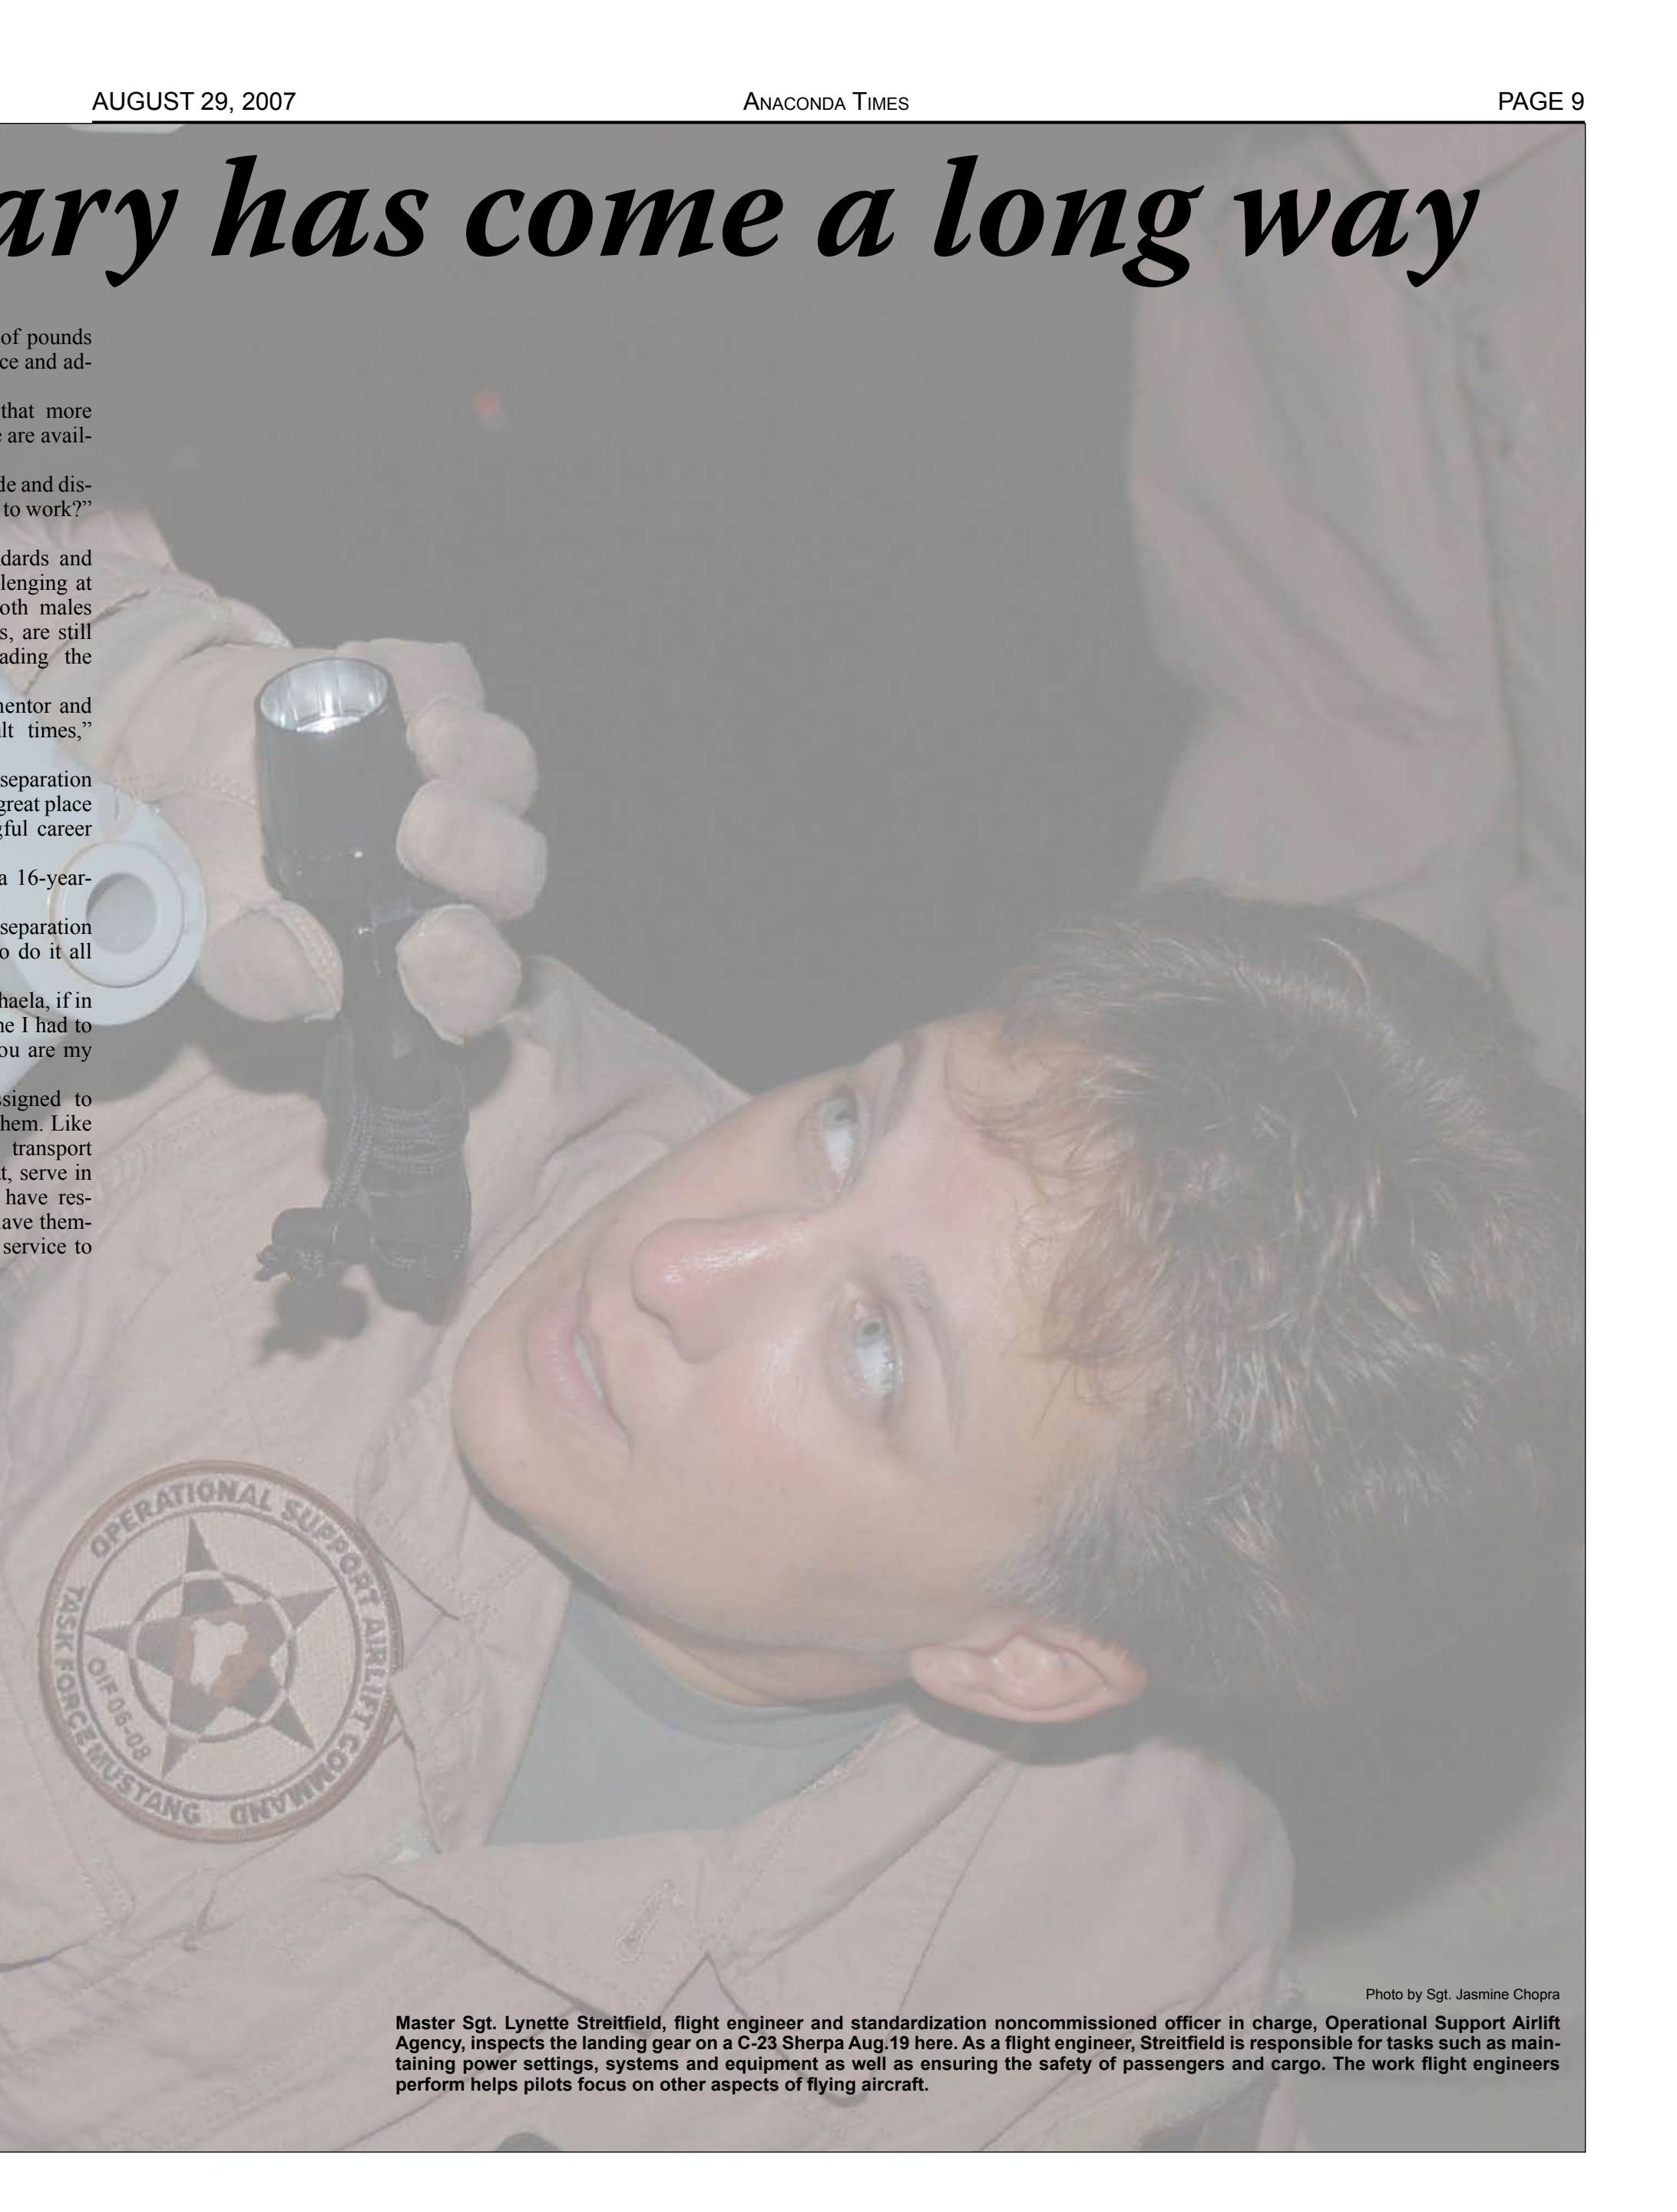 AUGUST 29, 2007 ANACONDA TIMES PAGE 9
ary has come a long way
of pounds
ce and ad-
that more
e are avail-
de and dis-
to work?”
dards and
lenging at
oth males
s, are still
ading the
mentor and
lt times,”
separation
great place
gful career
a 16-year-
separation
o do it all
haela, if in
me I had to
ou are my
ssigned to
hem. Like
transport
t, serve in
have res-
ave them-
service to
OPERATIONAL SUPPORT AIRLIFT COMMAND
TASK FORCE MUSTANG
OIF 06-08
Photo by Sgt. Jasmine Chopra
Master Sgt. Lynette Streitfield, flight engineer and standardization noncommissioned officer in charge, Operational Support Airlift
Agency, inspects the landing gear on a C-23 Sherpa Aug.19 here. As a flight engineer, Streitfield is responsible for tasks such as main-
taining power settings, systems and equipment as well as ensuring the safety of passengers and cargo. The work flight engineers
perform helps pilots focus on other aspects of flying aircraft.